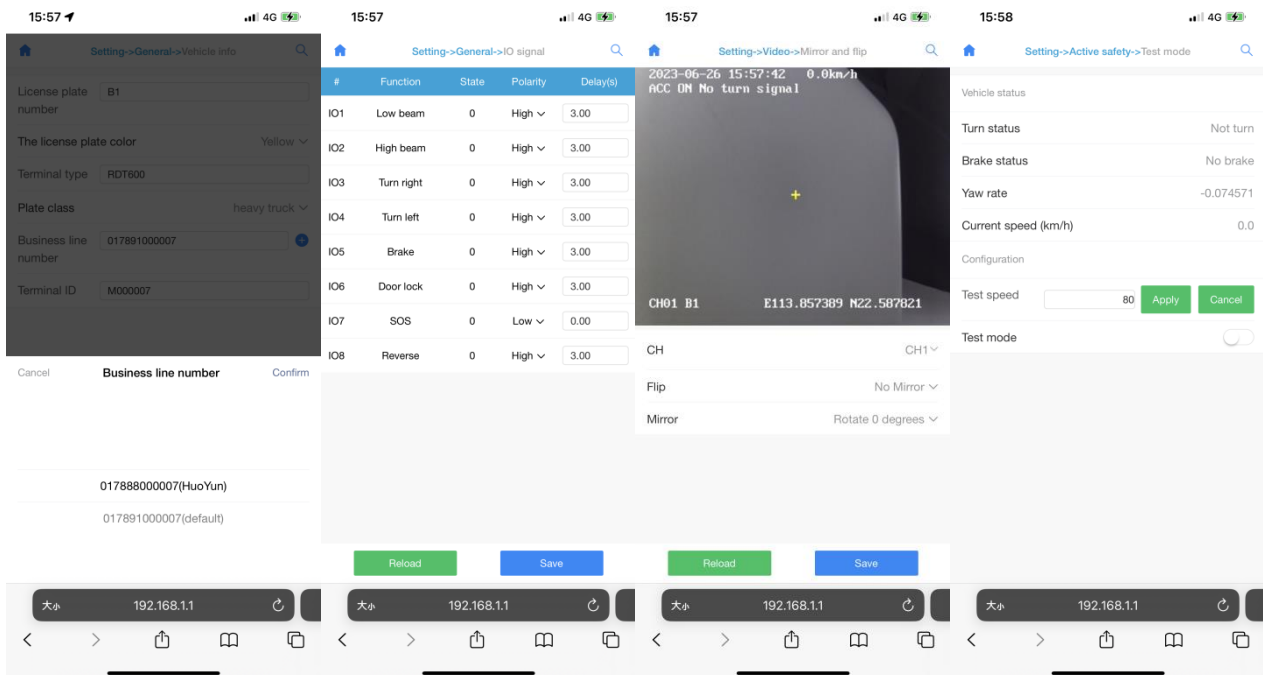 15:57
4G
Setting->General->Vehicle info
License plate number
B1
The license plate color
Yellow
Terminal type
RDT600
Plate class
heavy truck
Business line number
017891000007
Terminal ID
M000007
Cancel
Business line number
Confirm
017888000007(HuoYun)
017891000007(default)
大小
192.168.1.1
15:57
4G
Setting->General->IO signal
# Function State Polarity Delay(s)
IO1 Low beam 0 High 3.00
IO2 High beam 0 High 3.00
IO3 Turn right 0 High 3.00
IO4 Turn left 0 High 3.00
IO5 Brake 0 High 3.00
IO6 Door lock 0 High 3.00
IO7 SOS 0 Low 0.00
IO8 Reverse 0 High 3.00
Reload
Save
大小
192.168.1.1
15:57
4G
Setting->Video->Mirror and flip
2023-06-26 15:57:42 0.0km/h
ACC ON No turn signal
CH01 B1 E113.857389 N22.587821
CH
CH1
Flip
No Mirror
Mirror
Rotate 0 degrees
Reload
Save
大小
192.168.1.1
15:58
4G
Setting->Active safety->Test mode
Vehicle status
Turn status
Not turn
Brake status
No brake
Yaw rate
-0.074571
Current speed (km/h)
0.0
Configuration
Test speed
80
Apply
Cancel
Test mode
大小
192.168.1.1